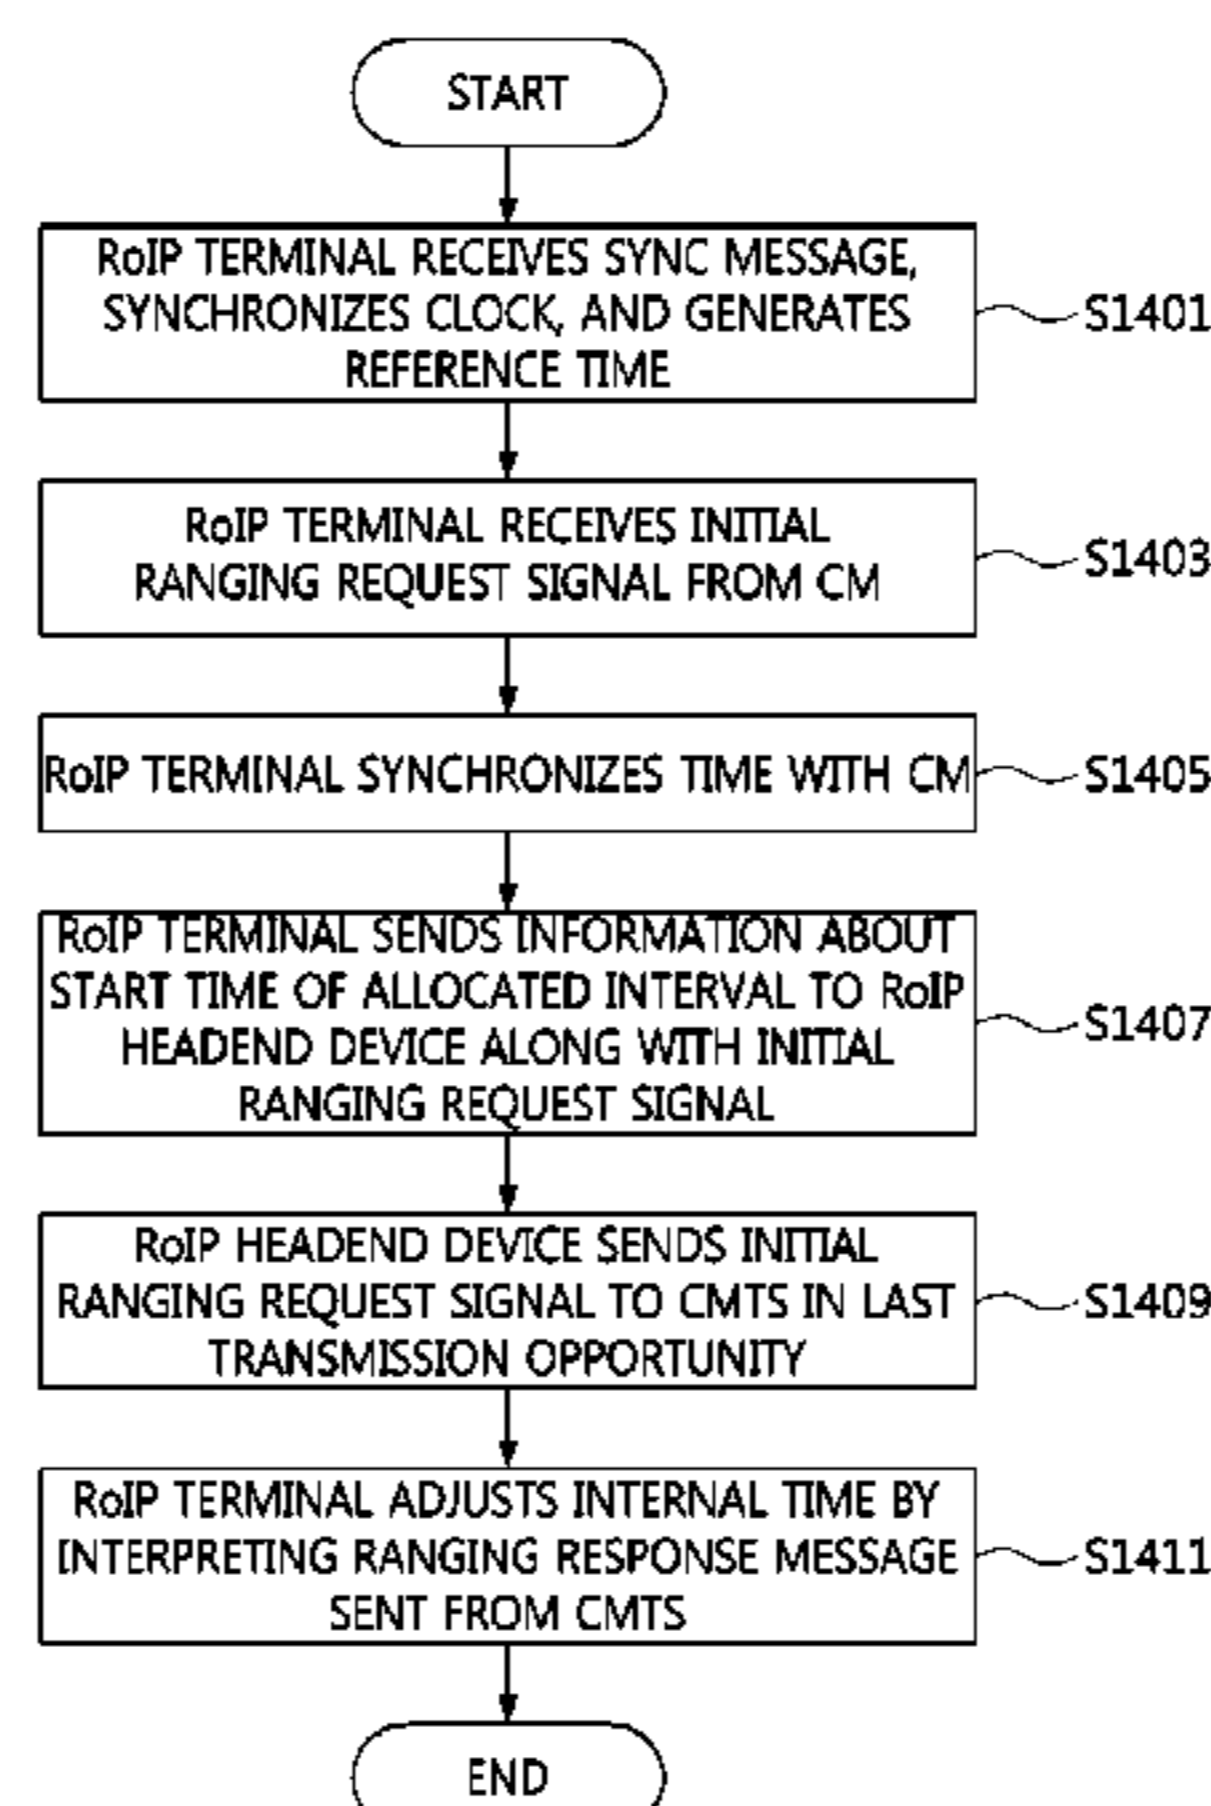 START
RoIP TERMINAL RECEIVES SYNC MESSAGE,
SYNCHRONIZES CLOCK, AND GENERATES
REFERENCE TIME
S1401
RoIP TERMINAL RECEIVES INITIAL
RANGING REQUEST SIGNAL FROM CM
S1403
RoIP TERMINAL SYNCHRONIZES TIME WITH CM
S1405
RoIP TERMINAL SENDS INFORMATION ABOUT
START TIME OF ALLOCATED INTERVAL TO RoIP
HEADEND DEVICE ALONG WITH INITIAL
RANGING REQUEST SIGNAL
S1407
RoIP HEADEND DEVICE SENDS INITIAL
RANGING REQUEST SIGNAL TO CMTS IN LAST
TRANSMISSION OPPORTUNITY
S1409
RoIP TERMINAL ADJUSTS INTERNAL TIME BY
INTERPRETING RANGING RESPONSE MESSAGE
SENT FROM CMTS
S1411
END